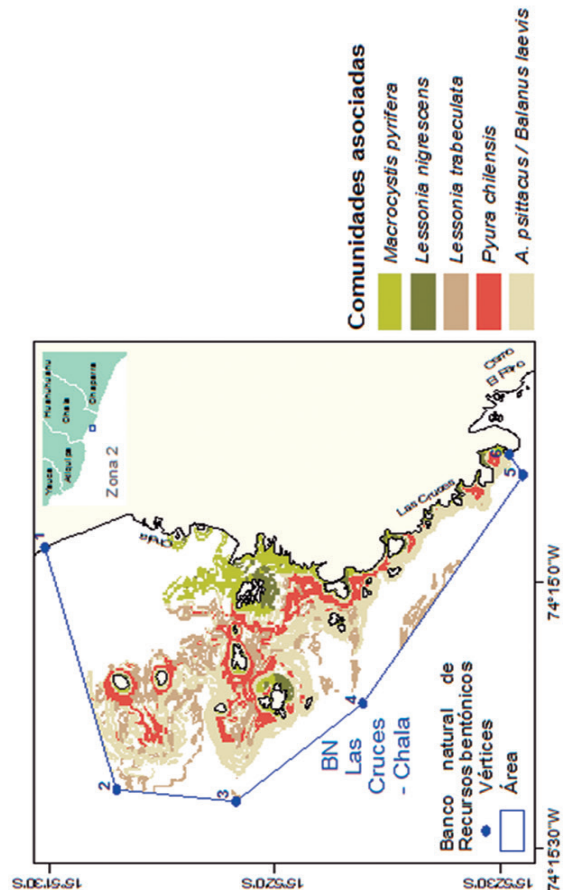 Comunidades asociadas
Macrocystis pyrifera
Lessonia nigrescens
Lessonia trabeculata
Pyura chilensis
A. psittacus / Balanus laevis
Yauca
Huanuhuanu
Atiquipa
Chala
Chaparra
Zona 2
1
2
3
4
5
6
Chala
Las Cruces
Cerro
El Faro
BN
Las
Cruces
- Chala
Banco natural de
Recursos bentónicos
Vértices
Área
15°51'30"S
15°52'0"S
15°52'30"S
74°15'30"W
74°15'0"W